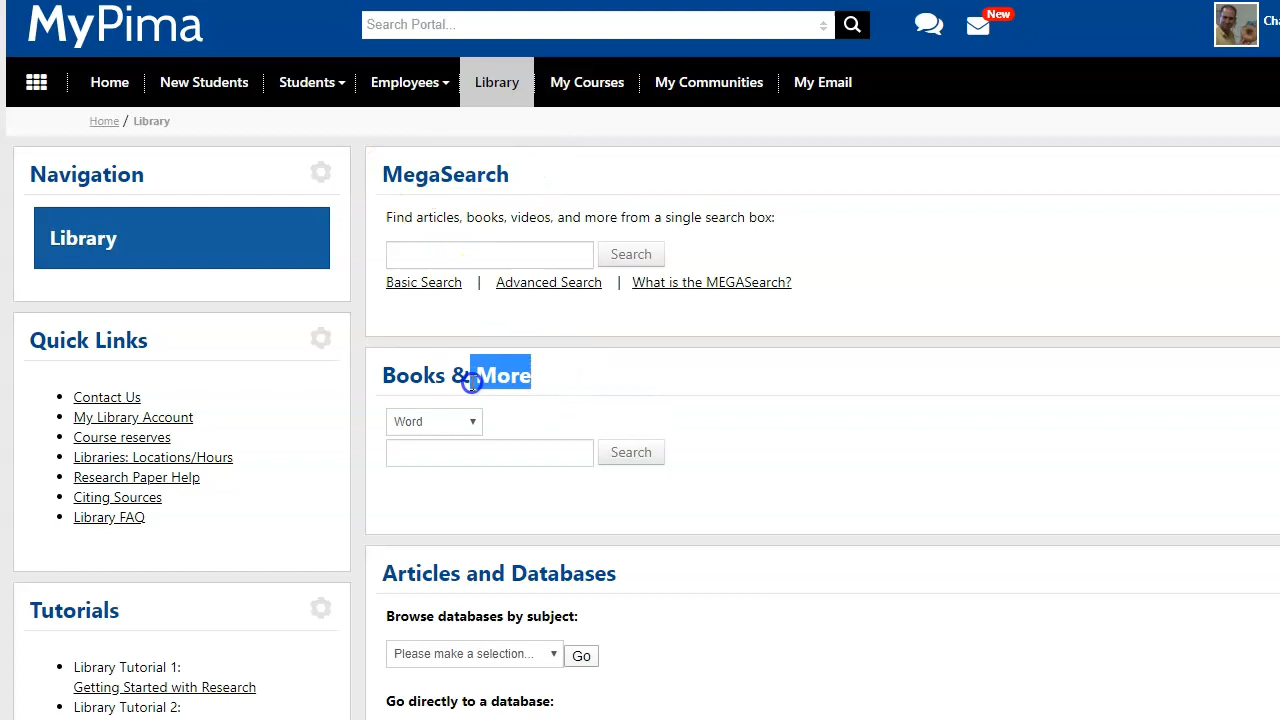 MyPima
Search Portal...
New
Cha
Home
New Students
Students
Employees
Library
My Courses
My Communities
My Email
Home / Library
Navigation
Library
Quick Links
Contact Us
My Library Account
Course reserves
Libraries: Locations/Hours
Research Paper Help
Citing Sources
Library FAQ
Tutorials
Library Tutorial 1:
Getting Started with Research
Library Tutorial 2:
MegaSearch
Find articles, books, videos, and more from a single search box:
Search
Basic Search | Advanced Search | What is the MEGASearch?
Books & More
Word
Search
Articles and Databases
Browse databases by subject:
Please make a selection... Go
Go directly to a database: